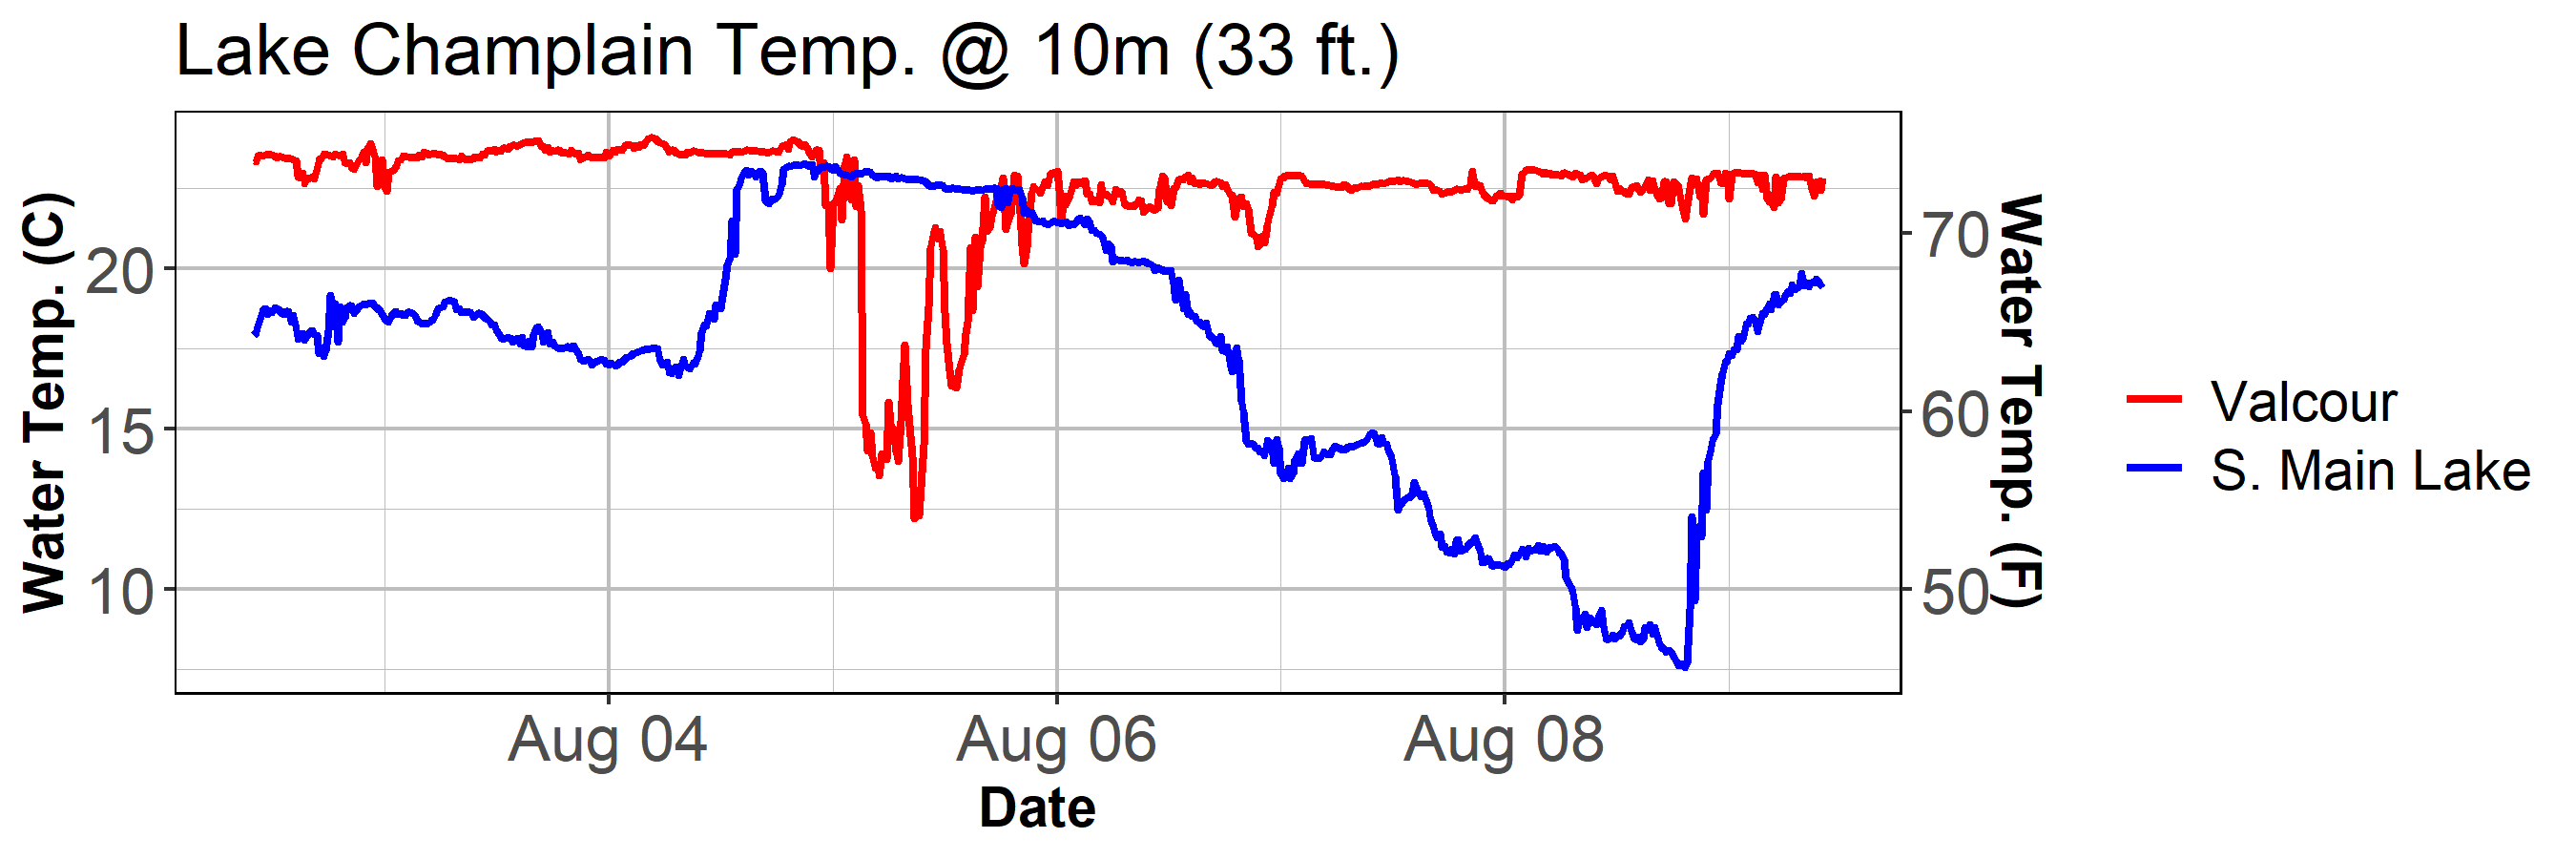 Lake Champlain Temp. @ 10m (33 ft.)
Water Temp. (C)
20
15
10
70
60
50
Water Temp. (F)
Aug 04
Aug 06
Aug 08
Date
Valcour
S. Main Lake